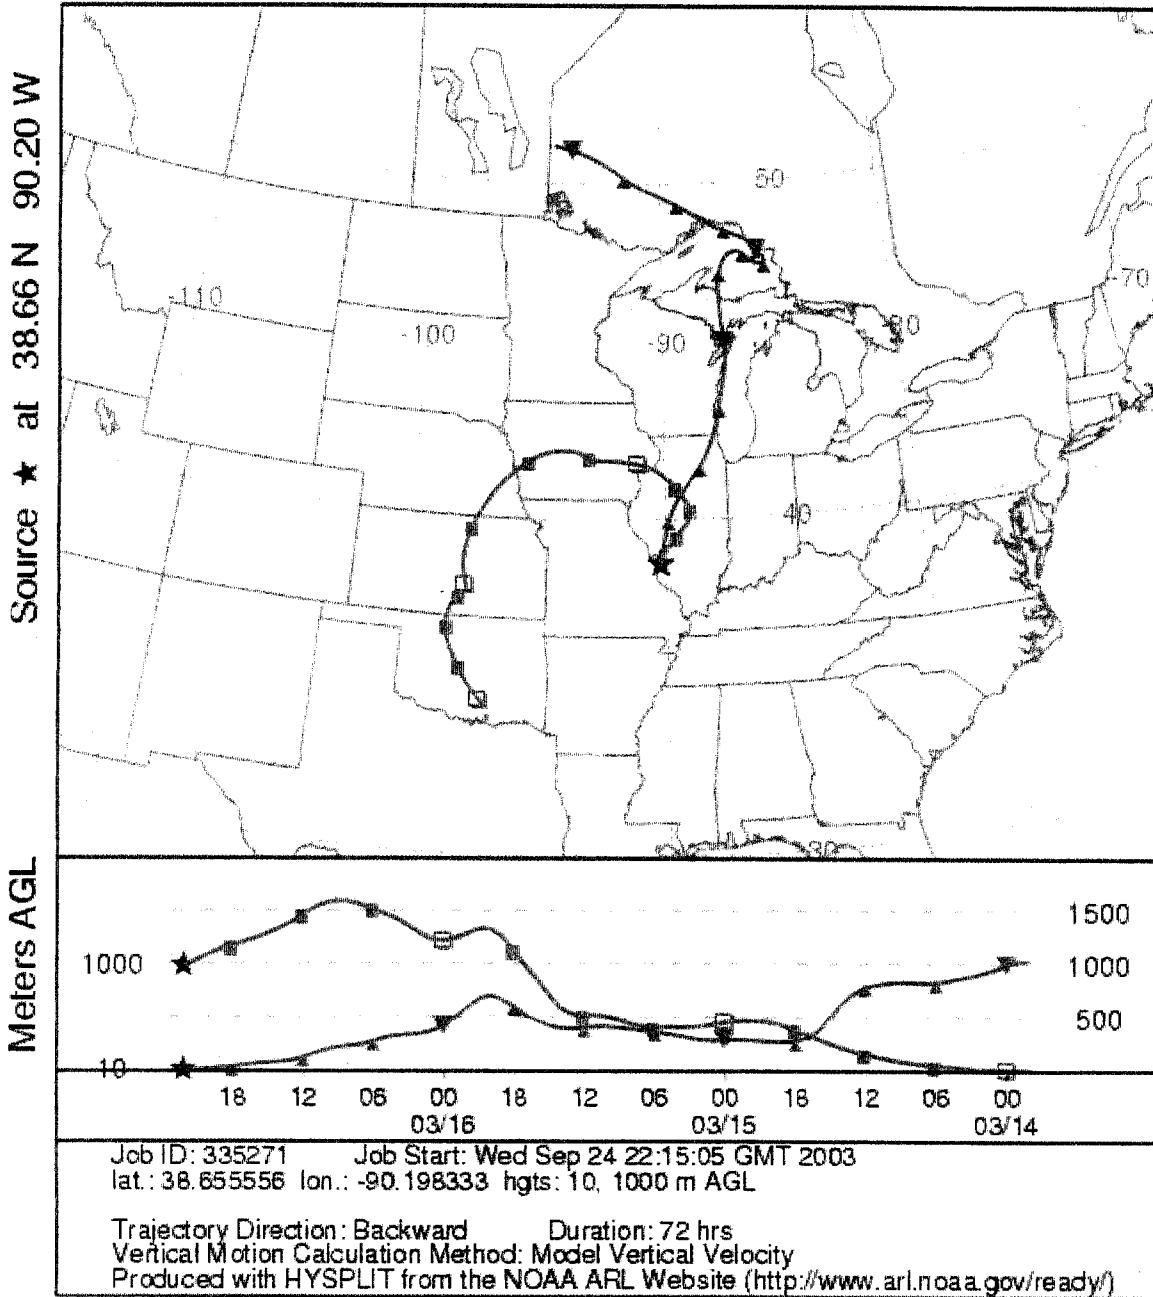 Source ★ at 38.66 N 90.20 W
50
-110
-100
-90
80
-70
40
30
Meters AGL
1500
1000
1000
500
10
18 12 06 00 18 12 06 00 18 12 06 00
03/16 03/15 03/14
Job ID: 335271 Job Start: Wed Sep 24 22:15:05 GMT 2003
lat.: 38.655556 lon.: -90.198333 hgts: 10, 1000 m AGL
Trajectory Direction: Backward Duration: 72 hrs
Vertical Motion Calculation Method: Model Vertical Velocity
Produced with HYSPLIT from the NOAA ARL Website (http://www.arl.noaa.gov/ready/)